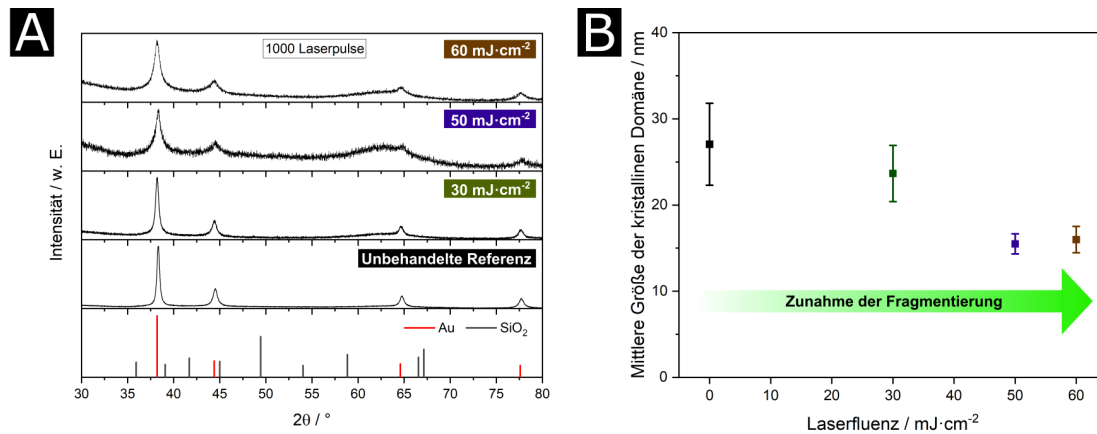 A
1000 Laserpulse
60 mJ·cm⁻²
50 mJ·cm⁻²
30 mJ·cm⁻²
Unbehandelte Referenz
Au
SiO₂
Intensität / w. E.
30 35 40 45 50 55 60 65 70 75 80
2θ / °
B
Mittlere Größe der kristallinen Domäne / nm
40
30
20
10
0
Zunahme der Fragmentierung
0 10 20 30 40 50 60
Laserfluenz / mJ·cm⁻²